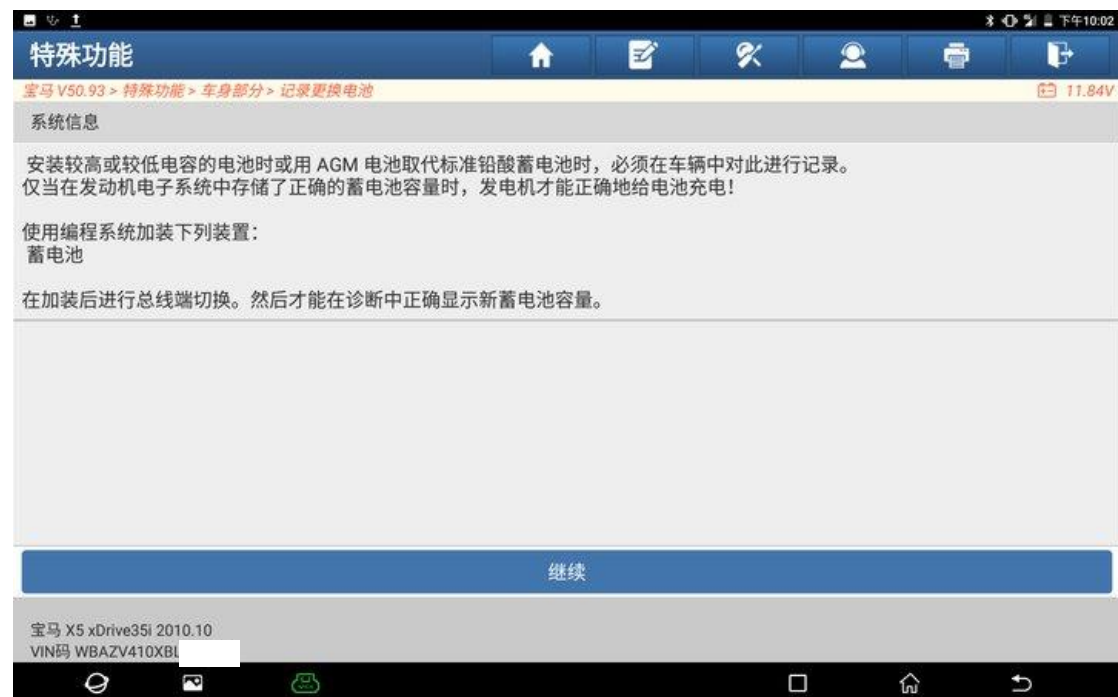 下午10:02
特殊功能
宝马 V50.93 > 特殊功能 > 车身部分 > 记录更换电池
11.84V
系统信息
安装较高或较低电容的电池时或用 AGM 电池取代标准铅酸蓄电池时，必须在车辆中对此进行记录。
仅当在发动机电子系统中存储了正确的蓄电池容量时，发电机才能正确地给电池充电！
使用编程系统加装下列装置：
蓄电池
在加装后进行总线端切换。然后才能在诊断中正确显示新蓄电池容量。
继续
宝马 X5 xDrive35i 2010.10
VIN码 WBAZV410XBL